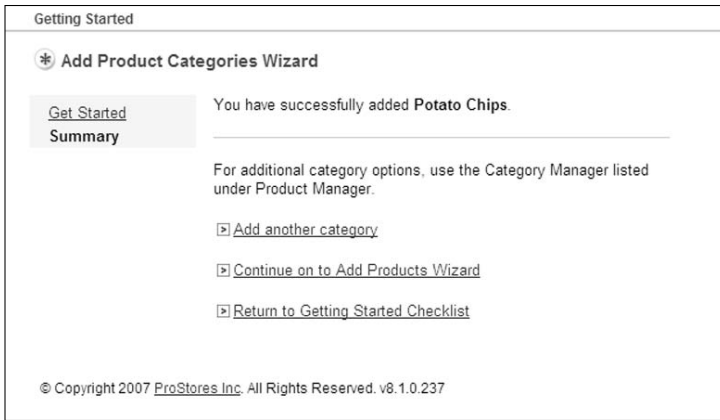 Getting Started
Add Product Categories Wizard
Get Started
Summary
You have successfully added Potato Chips.
For additional category options, use the Category Manager listed
under Product Manager.
Add another category
Continue on to Add Products Wizard
Return to Getting Started Checklist
© Copyright 2007 ProStores Inc. All Rights Reserved. v8.1.0.237